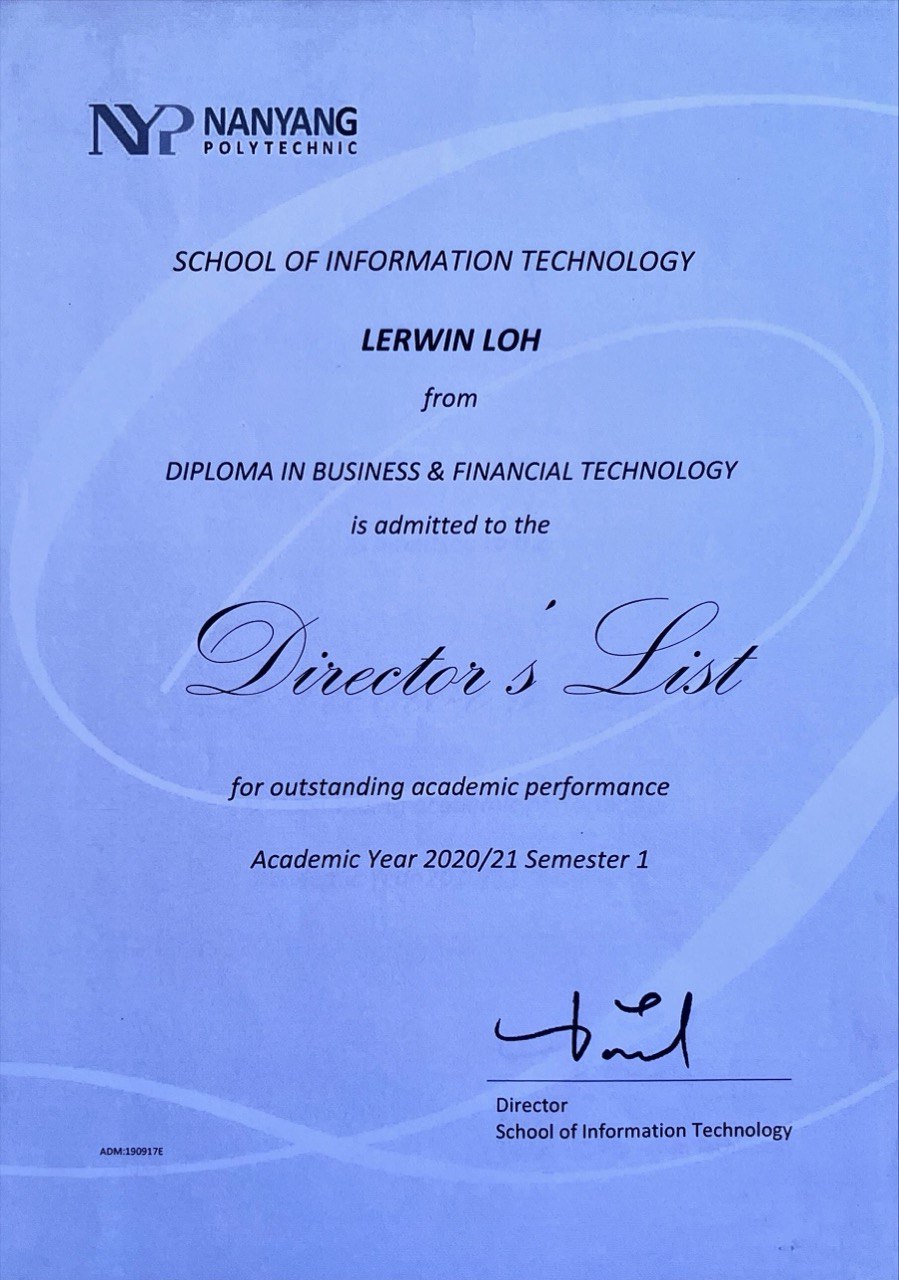 NYP NANYANG
POLYTECHNIC
SCHOOL OF INFORMATION TECHNOLOGY
LERWIN LOH
from
DIPLOMA IN BUSINESS & FINANCIAL TECHNOLOGY
is admitted to the
Director's List
for outstanding academic performance
Academic Year 2020/21 Semester 1
Director
School of Information Technology
ADM:190917E